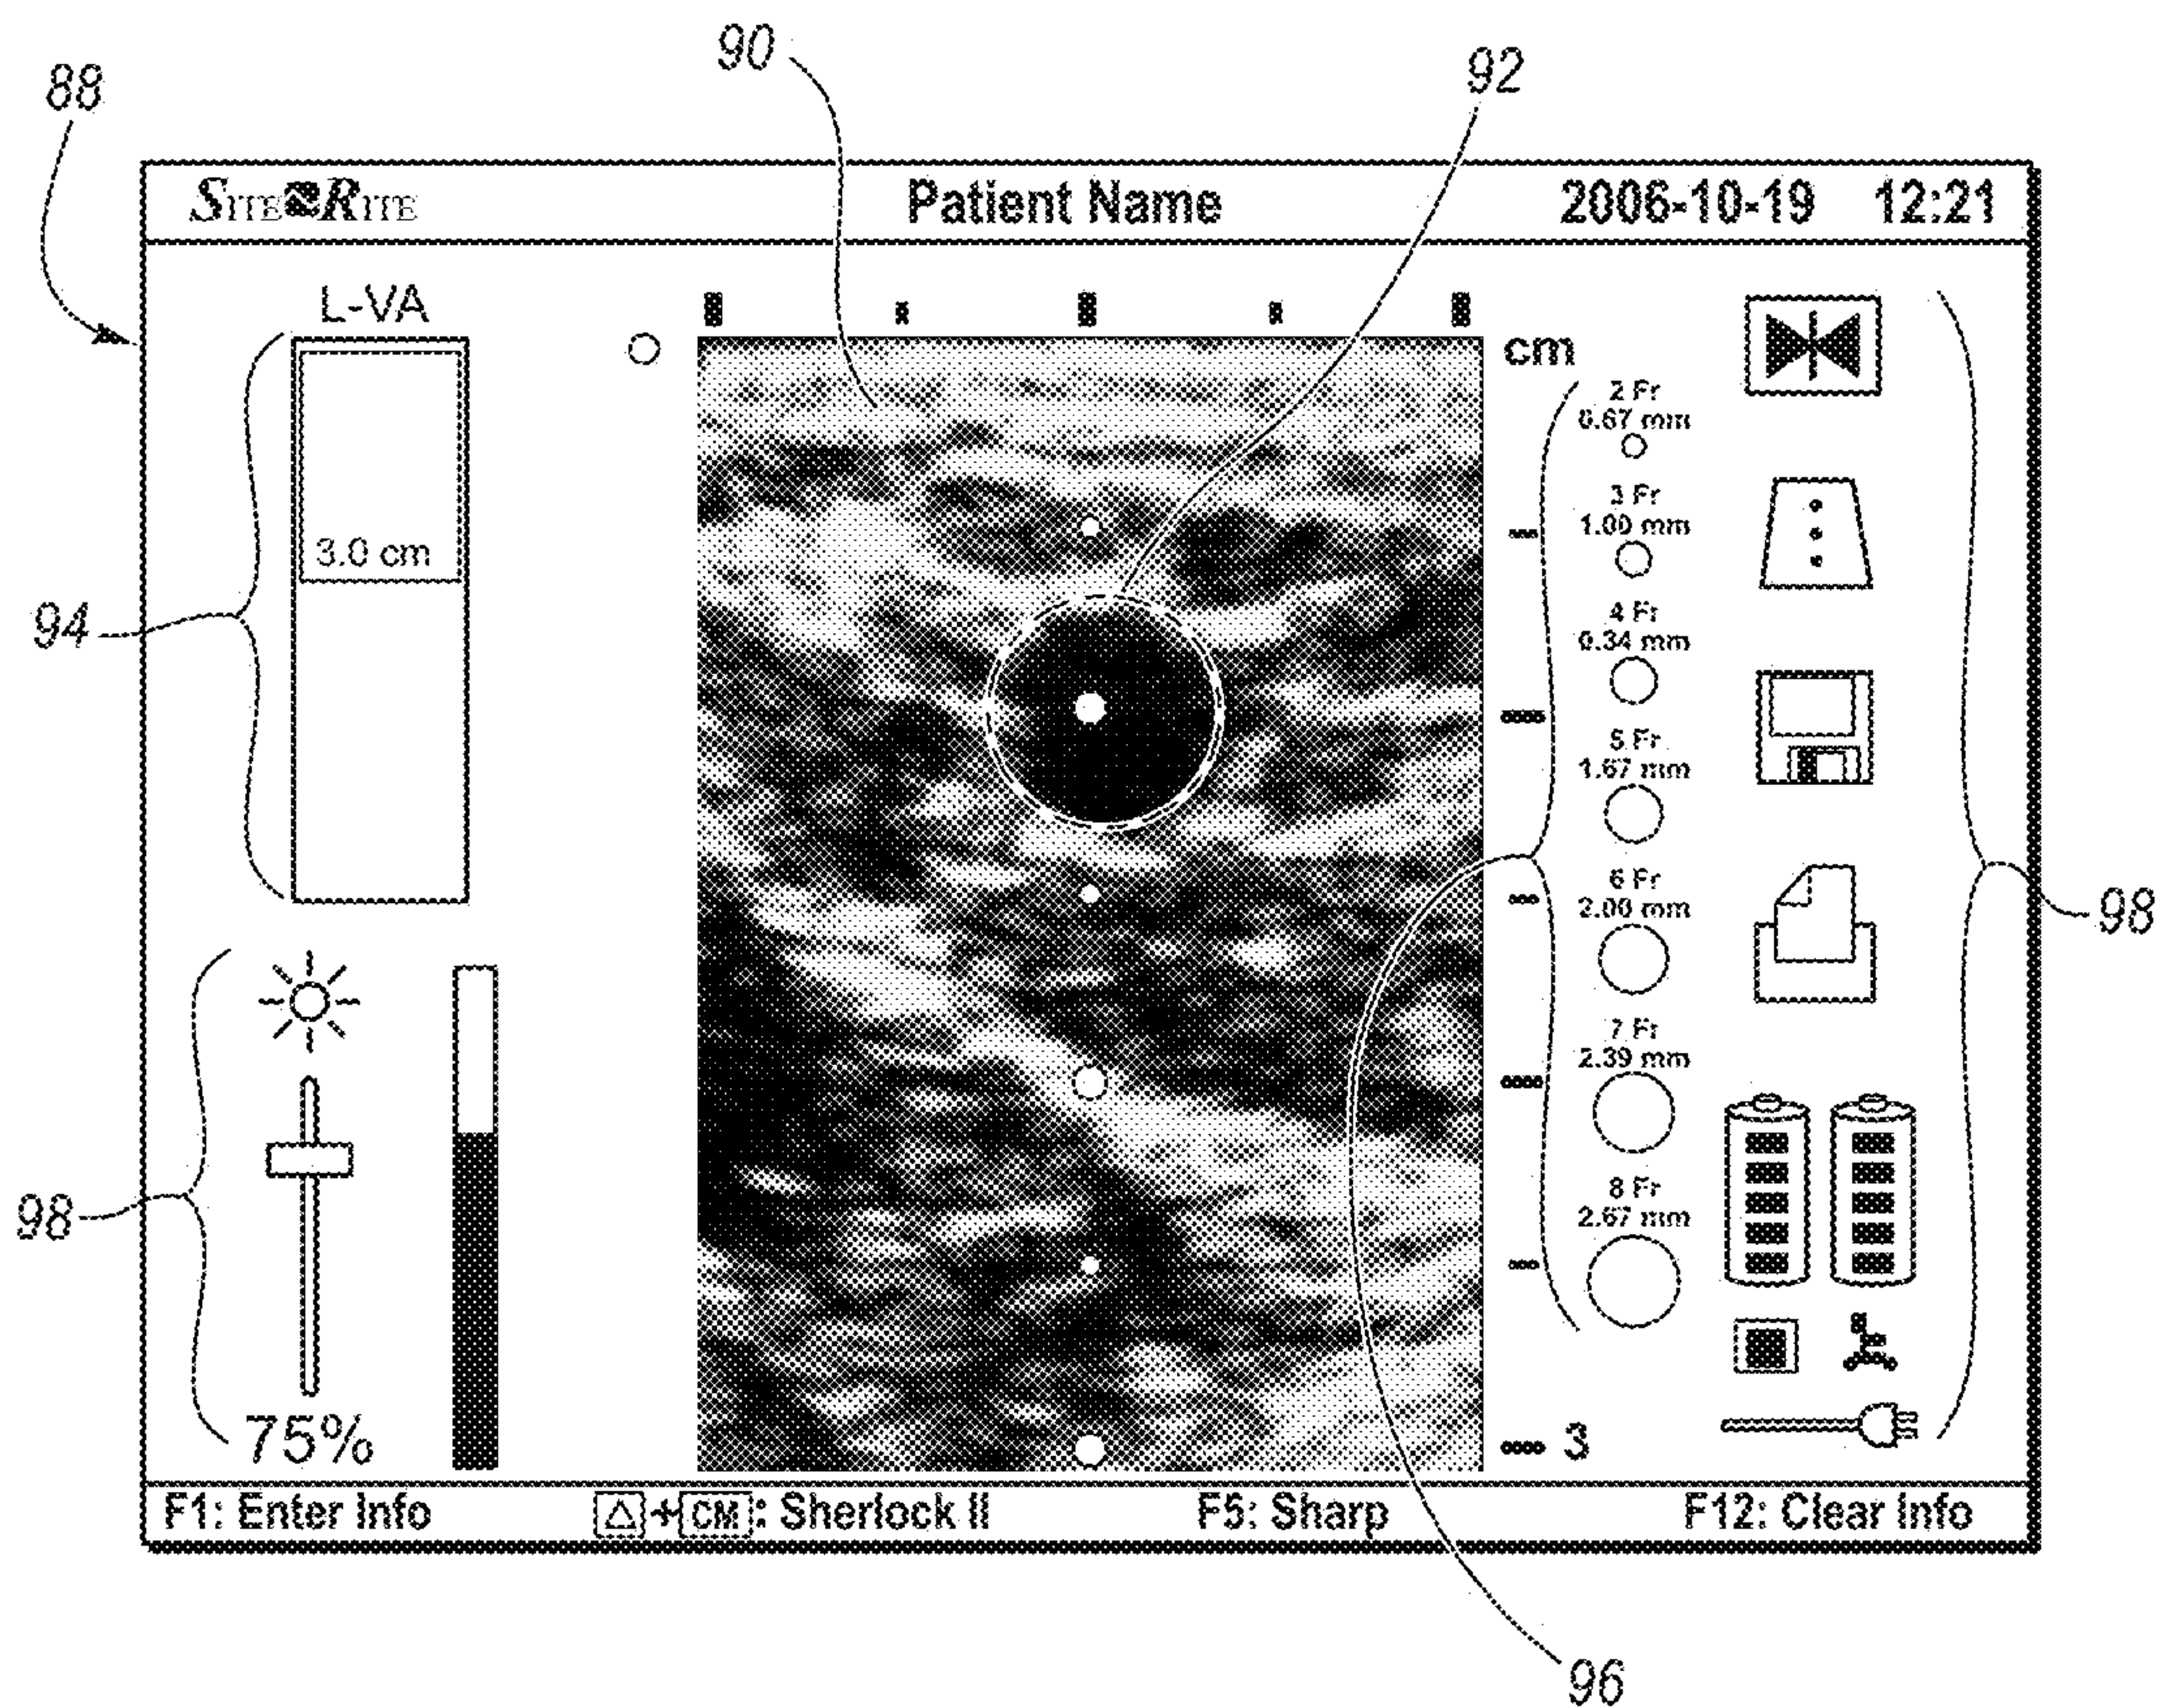 90
92
88
SITE RITE
Patient Name
2006-10-19 12:21
L-VA
cm
2 Fr
0.67 mm
3 Fr
1.00 mm
3.0 cm
4 Fr
0.34 mm
94
5 Fr
1.67 mm
6 Fr
2.00 mm
98
7 Fr
2.39 mm
8 Fr
2.67 mm
98
75%
3
F1: Enter Info
△+CM: Sherlock II
F5: Sharp
F12: Clear Info
96